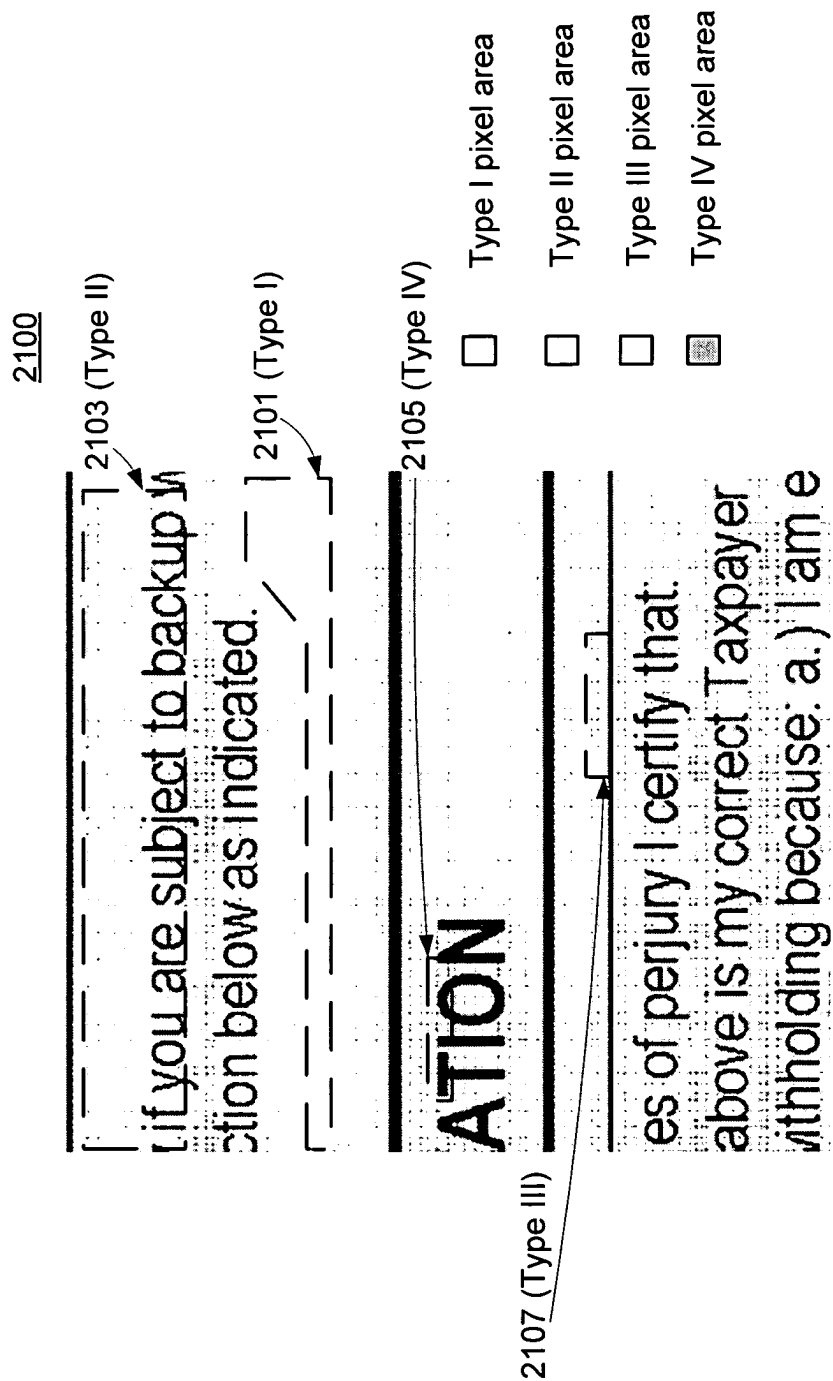 2100
2103 (Type II)
if you are subject to backup
ction below as indicated.
2101 (Type I)
2105 (Type IV)
ATION
2107 (Type III)
es of perjury I certify that:
above is my correct Taxpayer
withholding because: a.) I am e
Type I pixel area
Type II pixel area
Type III pixel area
Type IV pixel area